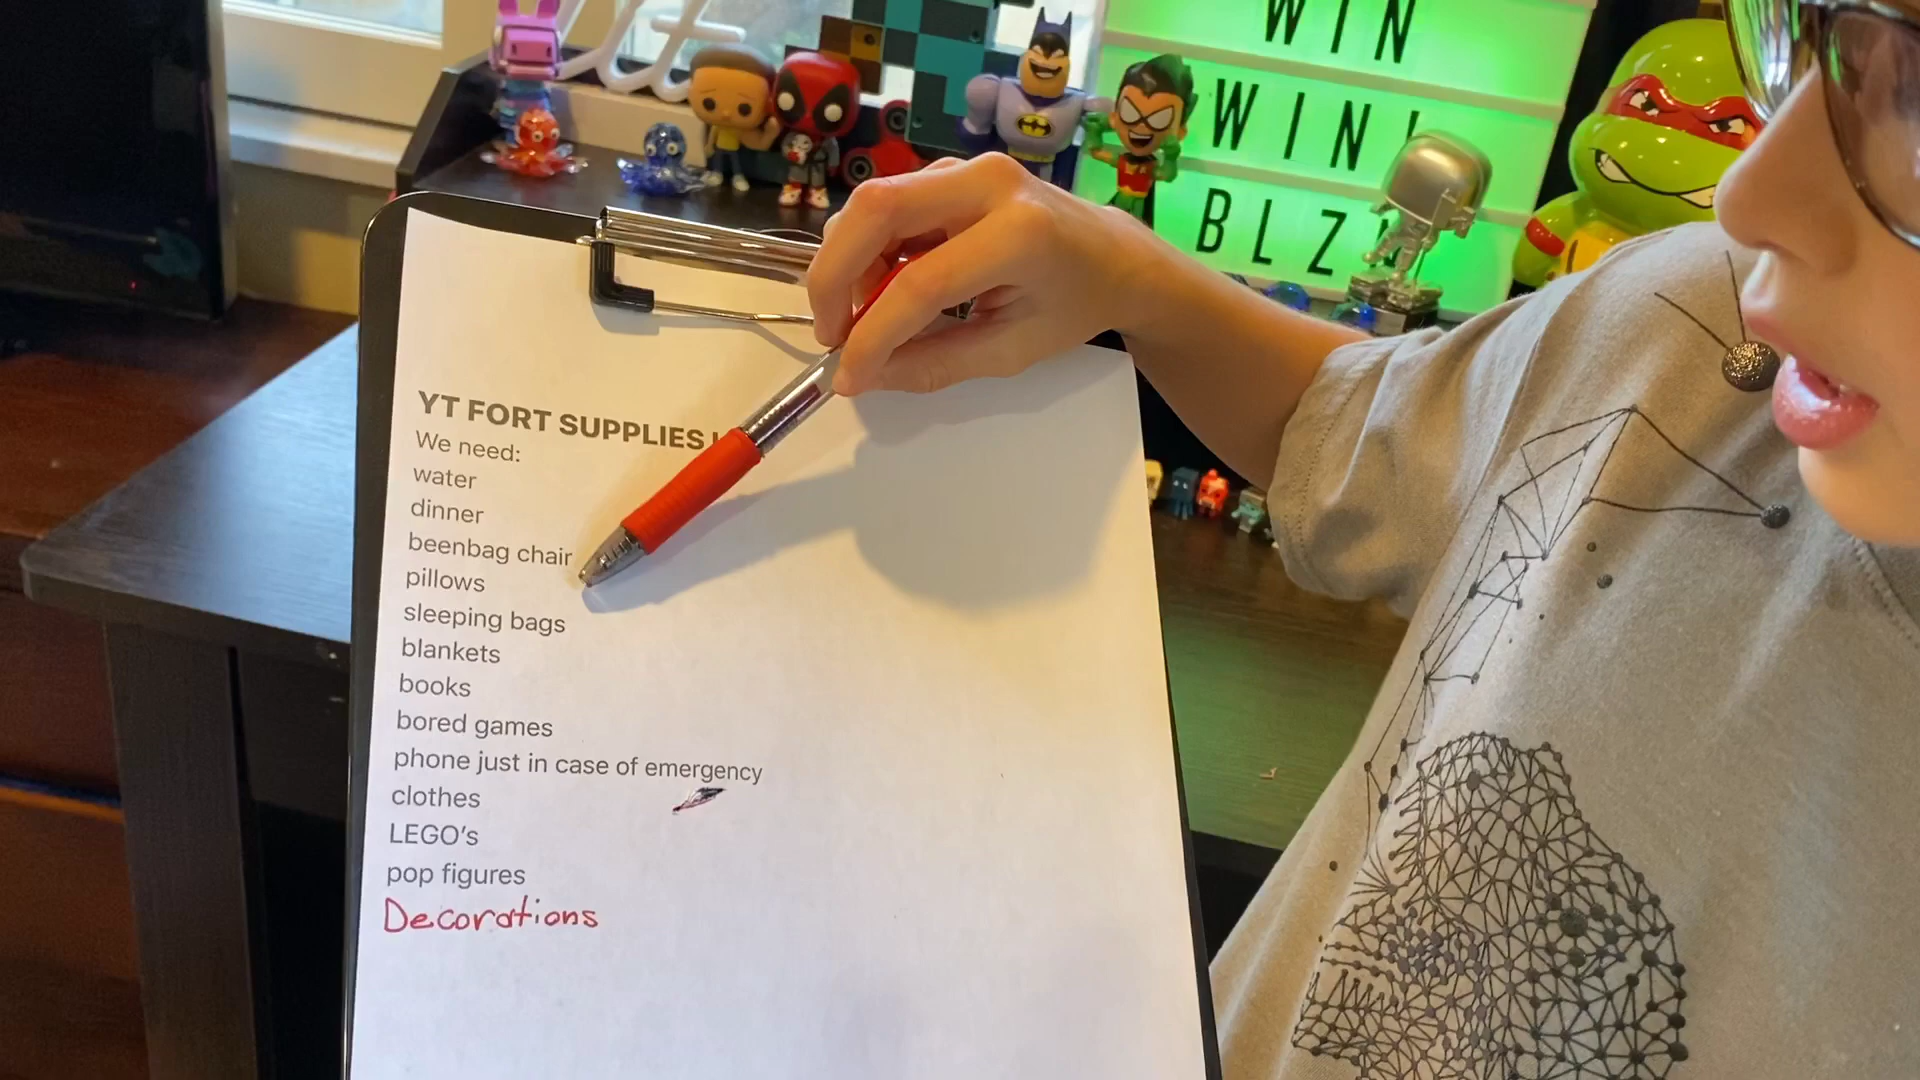 WIN
WIN!
BLZ
YT FORT SUPPLIES
We need:
water
dinner
beenbag chair
pillows
sleeping bags
blankets
books
bored games
phone just in case of emergency
clothes
LEGO’s
pop figures
Decorations